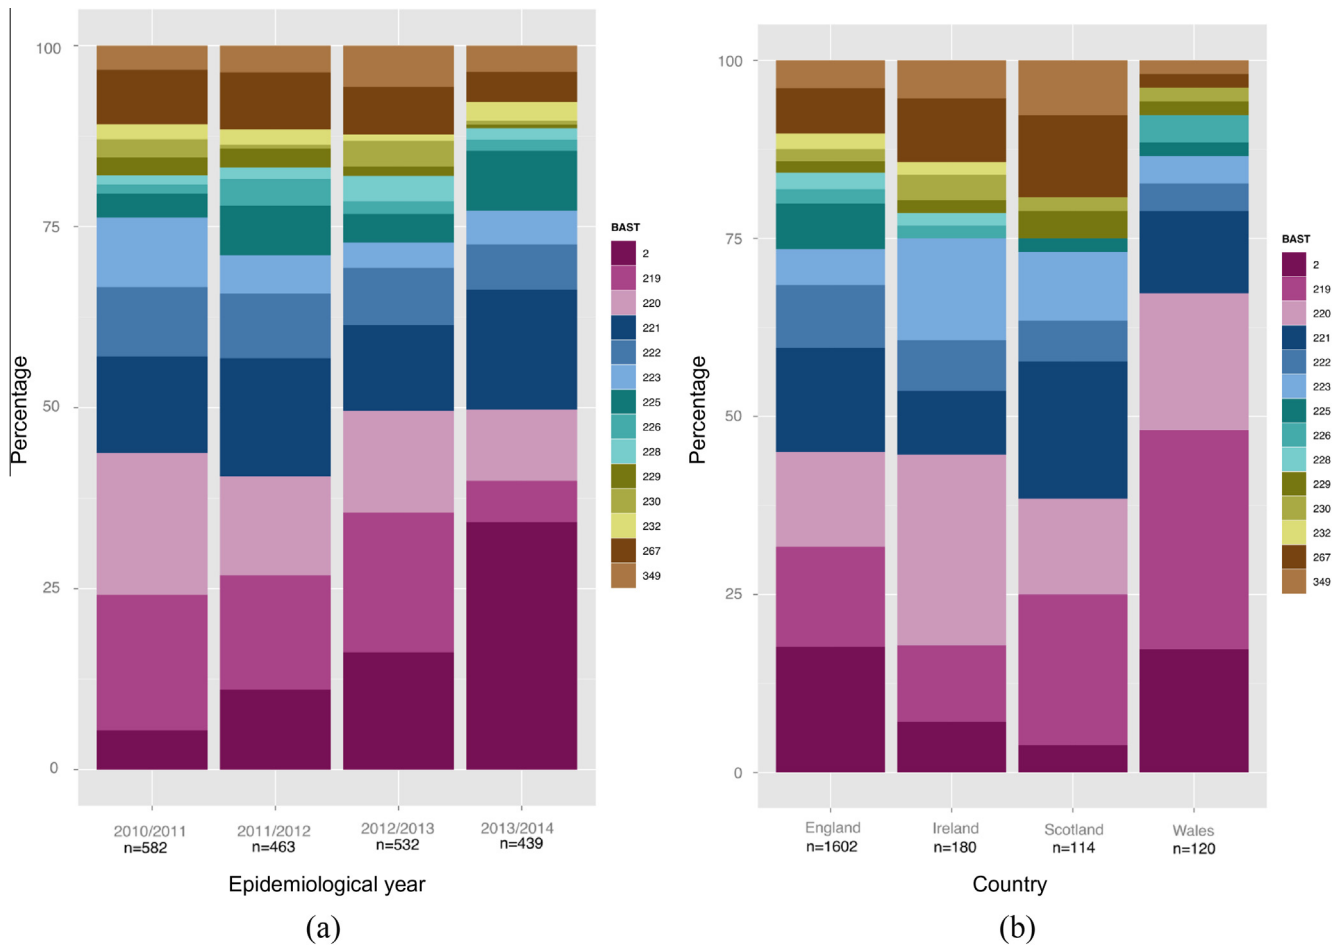 100
75
50
25
0
Percentage
2010/2011
n=582
2011/2012
n=463
2012/2013
n=532
2013/2014
n=439
Epidemiological year
(a)
BAST
2
219
220
221
222
223
225
226
228
229
230
232
267
349
100
75
50
25
0
Percentage
England
n=1602
Ireland
n=180
Scotland
n=114
Wales
n=120
Country
(b)
BAST
2
219
220
221
222
223
225
226
228
229
230
232
267
349